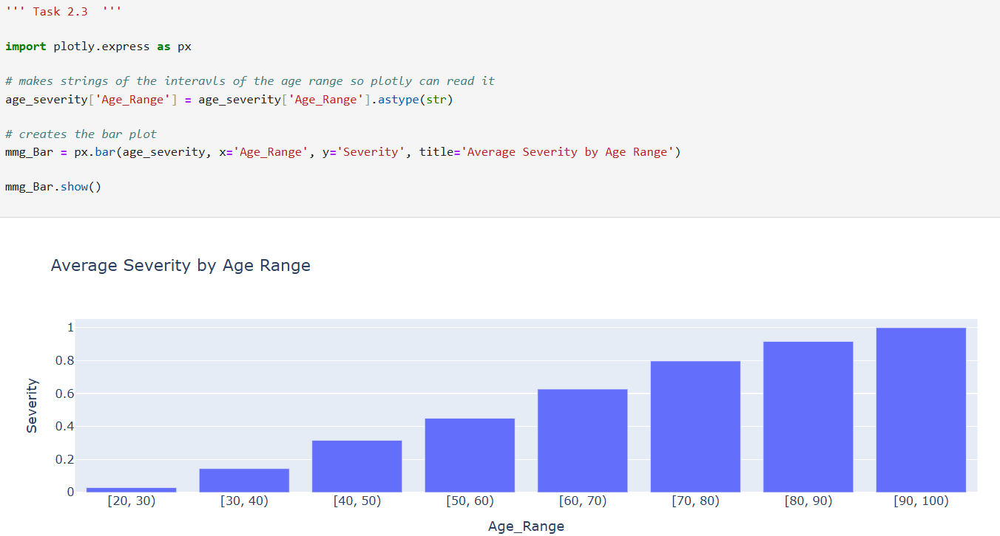 ''' Task 2.3  '''
import plotly.express as px
# makes strings of the interavls of the age range so plotly can read it
age_severity['Age_Range'] = age_severity['Age_Range'].astype(str)
# creates the bar plot
mmg_Bar = px.bar(age_severity, x='Age_Range', y='Severity', title='Average Severity by Age Range')
mmg_Bar.show()
Average Severity by Age Range
1
0.8
0.6
0.4
0.2
0
Severity
[20, 30) [30, 40) [40, 50) [50, 60) [60, 70) [70, 80) [80, 90) [90, 100)
Age_Range